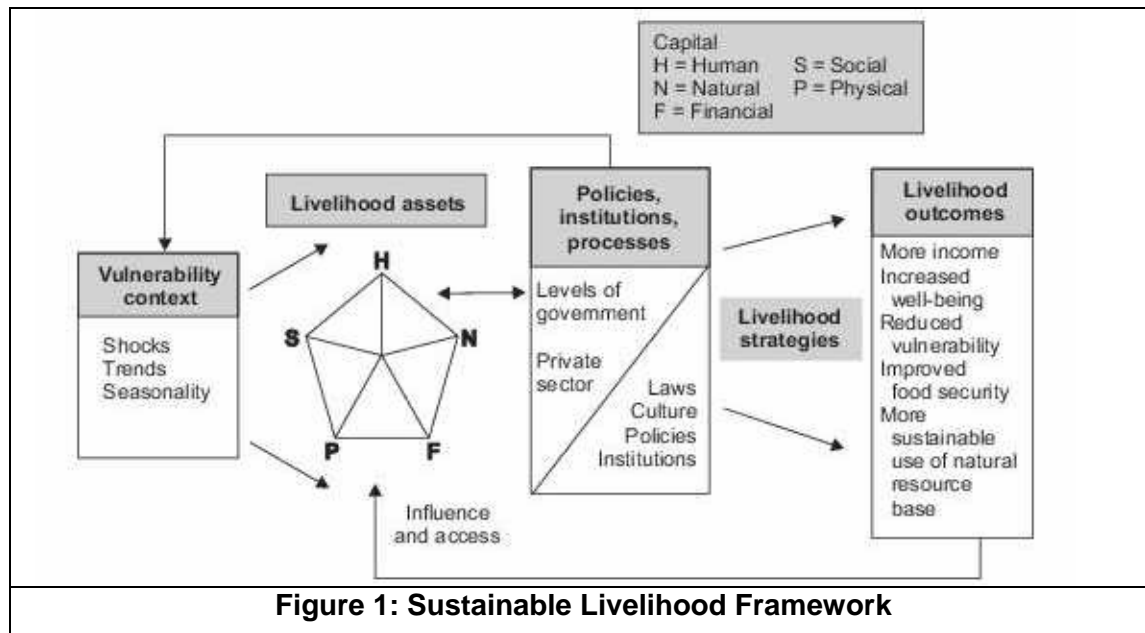 Capital
H = Human S = Social
N = Natural P = Physical
F = Financial
Livelihood assets
Policies,
institutions,
processes
Livelihood
outcomes
Vulnerability
context
Shocks
Trends
Seasonality
H
S
N
P
F
Levels of
government
Private
sector
Laws
Culture
Policies
Institutions
Livelihood
strategies
More income
Increased
well-being
Reduced
vulnerability
Improved
food security
More
sustainable
use of natural
resource
base
Influence
and access
Figure 1: Sustainable Livelihood Framework